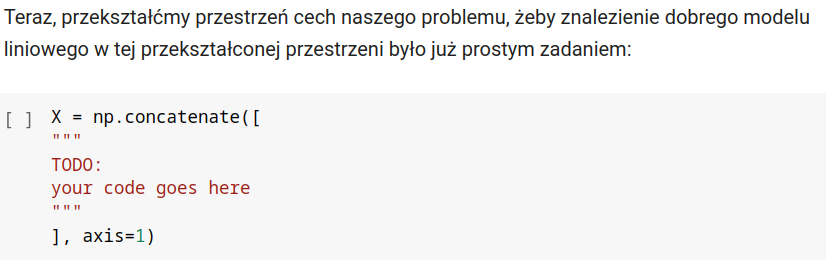 Teraz, przekształćmy przestrzeń cech naszego problemu, żeby znalezienie dobrego modelu
liniowego w tej przekształconej przestrzeni było już prostym zadaniem:
[ ] X = np.concatenate([
"""
TODO:
your code goes here
"""
], axis=1)